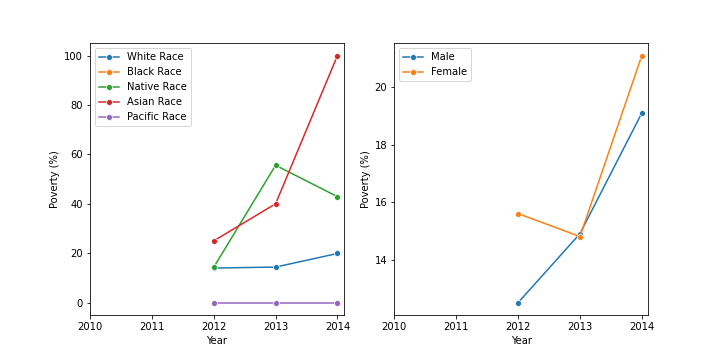 100
80
60
40
20
0
Poverty (%)
White Race
Black Race
Native Race
Asian Race
Pacific Race
2010 2011 2012 2013 2014
Year
20
18
16
14
Poverty (%)
Male
Female
2010 2011 2012 2013 2014
Year